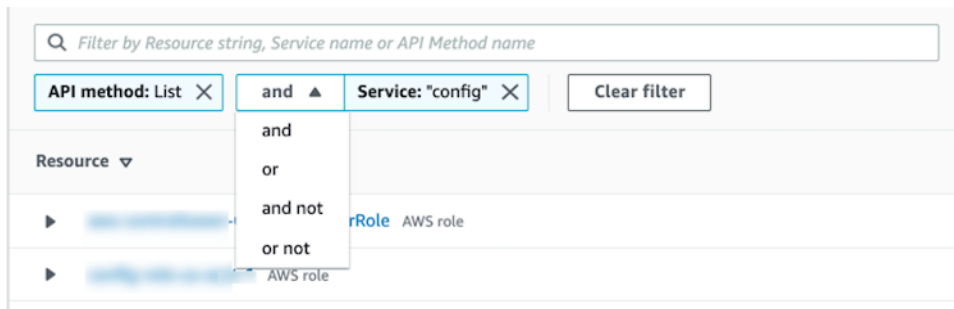 Filter by Resource string, Service name or API Method name
API method: List and Service: "config" Clear filter
and
or
and not
or not
Resource
rRole AWS role
AWS role